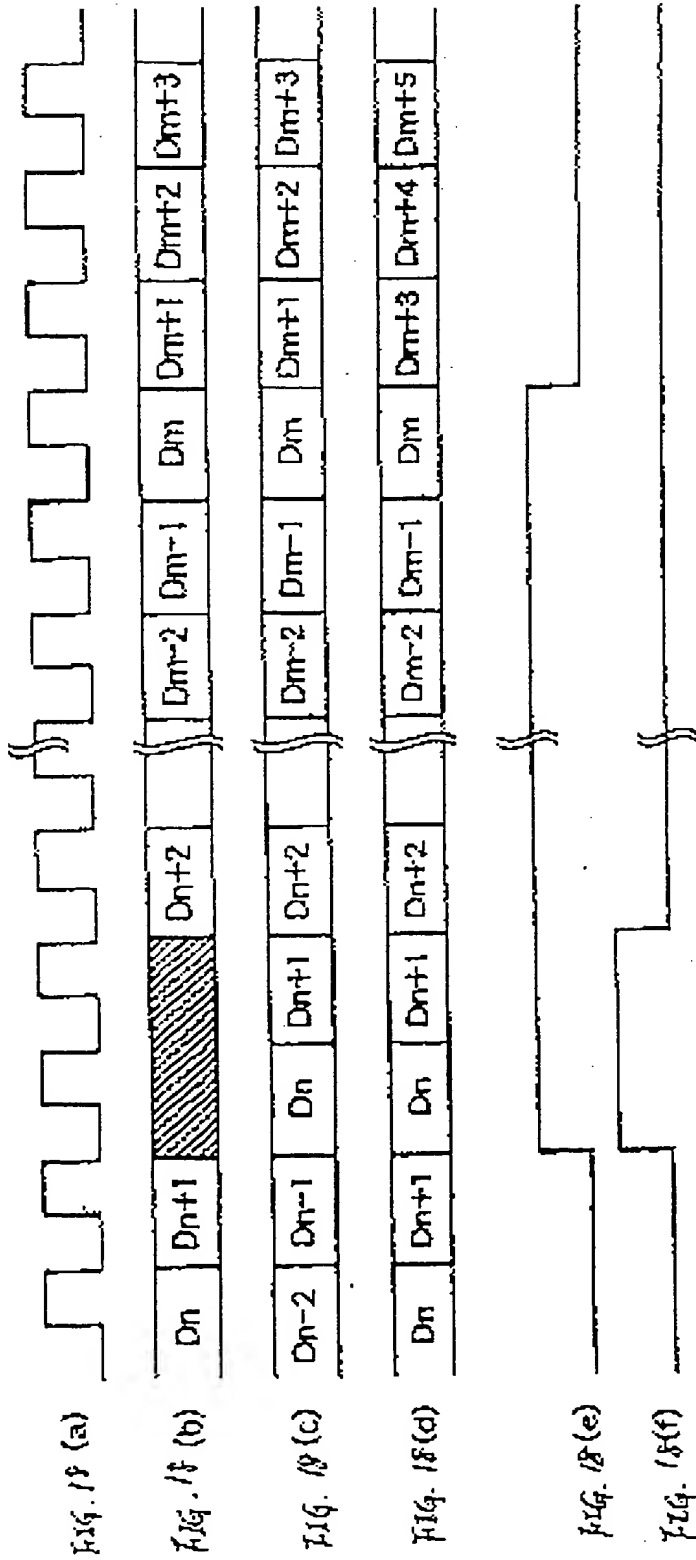 FIG. 18 (a)
FIG. 18 (b) Dn Dn+1 Dn+2 Dm-2 Dm-1 Dm Dm+1 Dm+2 Dm+3
FIG. 18 (c) Dn-2 Dn-1 Dn Dn+1 Dn+2 Dm-2 Dm-1 Dm Dm+1 Dm+2 Dm+3
FIG. 18 (d) Dn Dn+1 Dn Dn+1 Dn+2 Dm-2 Dm-1 Dm Dm+3 Dm+4 Dm+5
FIG. 18 (e)
FIG. 18 (f)